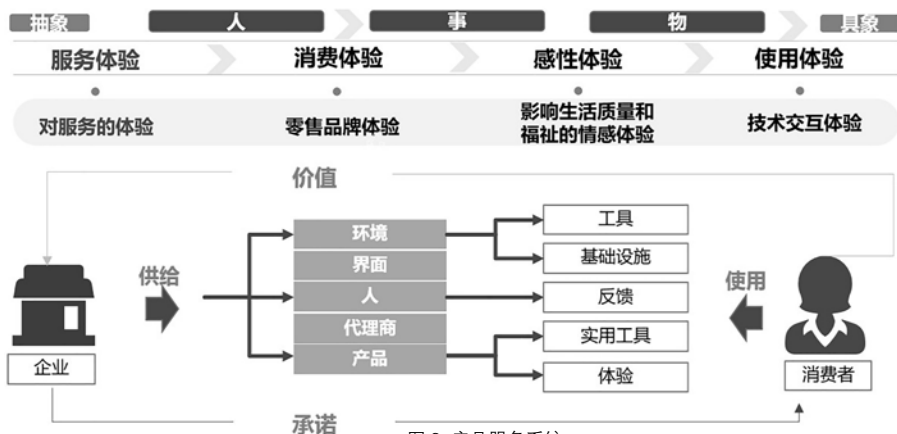 抽象
人
事
物
具象
服务体验
消费体验
感性体验
使用体验
对服务的体验
零售品牌体验
影响生活质量和
福祉的情感体验
技术交互体验
价值
供给
环境
界面
人
代理商
产品
工具
基础设施
反馈
实用工具
体验
使用
企业
消费者
承诺